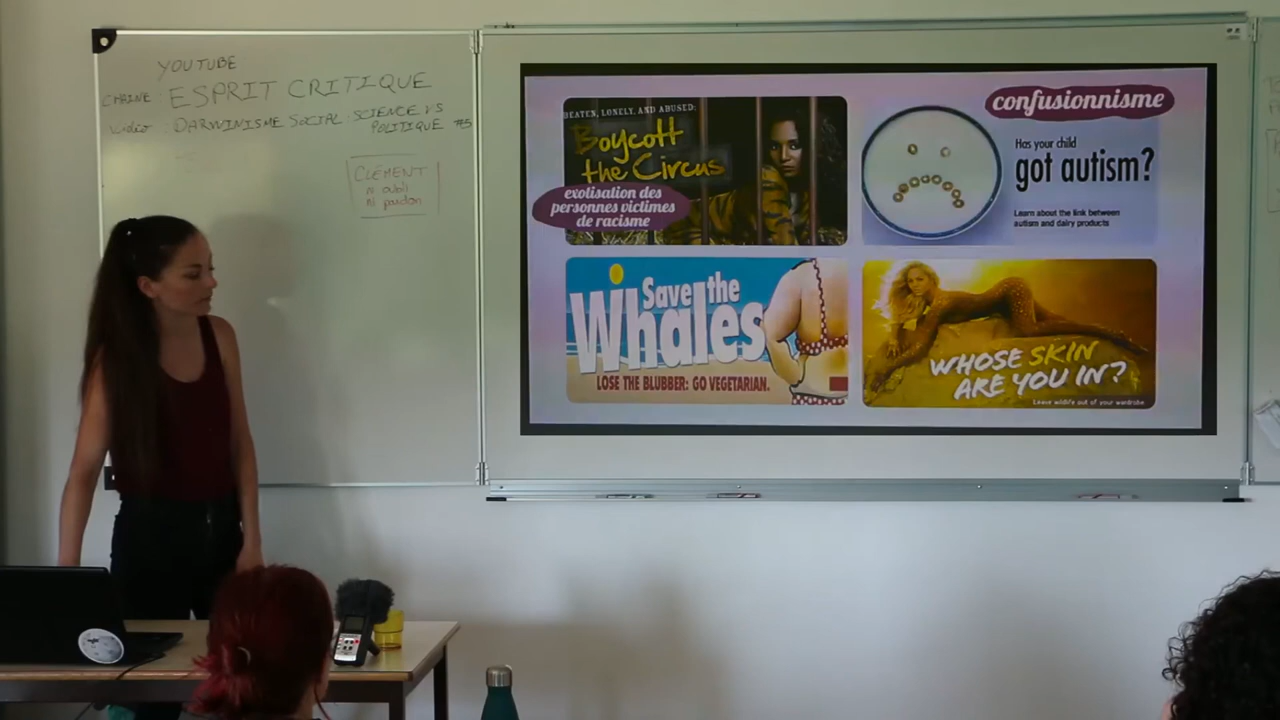 YOUTUBE
CHAINE: ESPRIT CRITIQUE
vidéo: DARWINISME SOCIAL: SCIENCE VS
POLITIQUE #5
CLÉMENT
ni oubli
ni pardon
BEATEN, LONELY, AND ABUSED:
Boycott
the Circus
exotisation des
personnes victimes
de racisme
confusionnisme
Has your child
got autism?
Learn about the link between
autism and dairy products
Save the
Whales
LOSE THE BLUBBER: GO VEGETARIAN.
WHOSE SKIN
ARE YOU IN?
Leave wildlife out of your wardrobe.